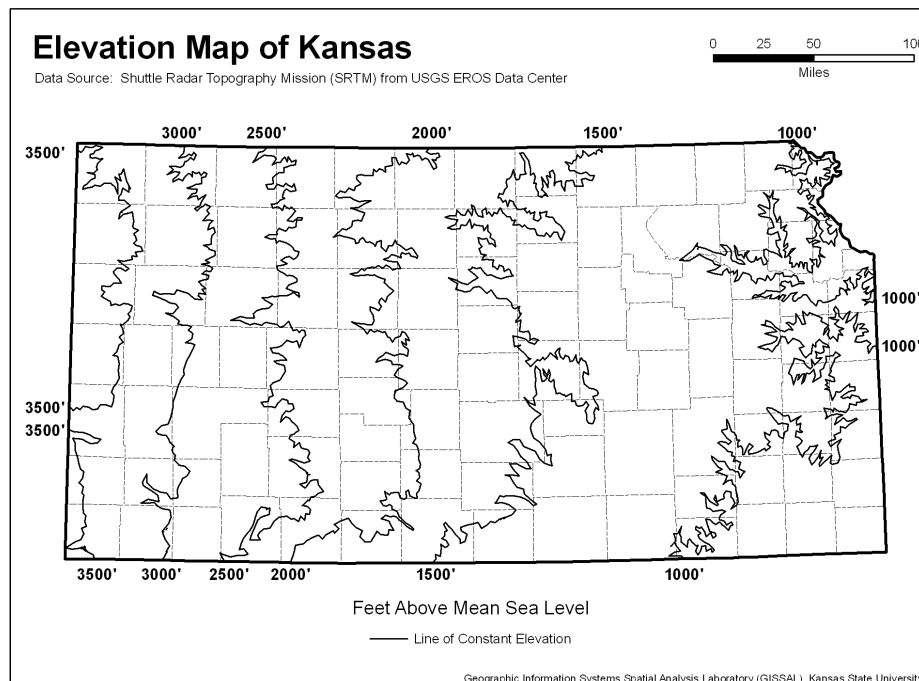 Elevation Map of Kansas
Data Source: Shuttle Radar Topography Mission (SRTM) from USGS EROS Data Center
0 25 50 100
Miles
3000' 2500' 2000' 1500' 1000'
3500'
1000'
1000'
3500'
3500'
3500' 3000' 2500' 2000' 1500' 1000'
Feet Above Mean Sea Level
Line of Constant Elevation
Geographic Information Systems Spatial Analysis Laboratory (GISSAL), Kansas State University